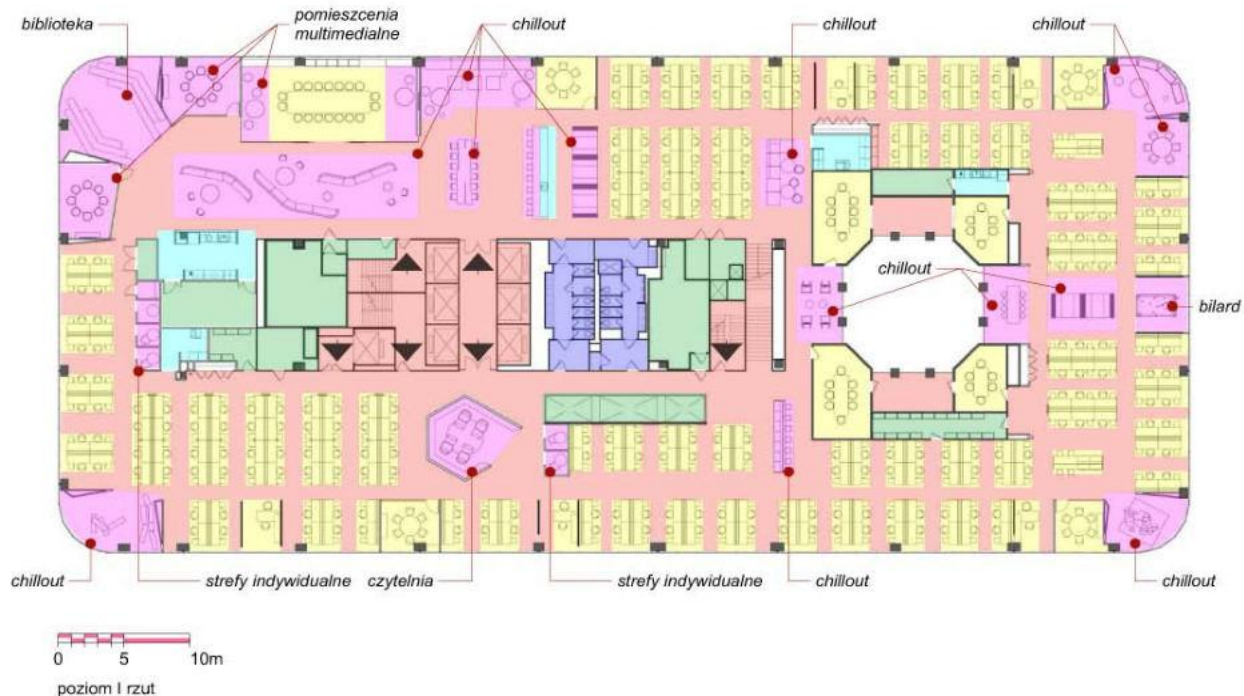 biblioteka
pomieszcenia
multimedialne
chillout
chillout
chillout
chillout
bilard
chillout
strefy indywidualne
czytelnia
strefy indywidualne
chillout
chillout
0 5 10m
poziom I rzut